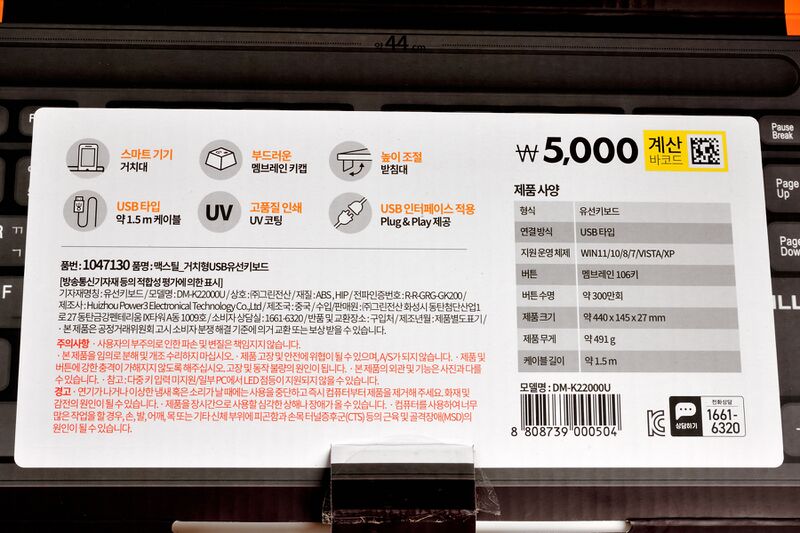 약 44 cm
Pause
Break
Page
Up
Page
Down
스마트 기기
거치대
부드러운
멤브레인 키캡
높이 조절
받침대
USB 타입
약 1.5 m 케이블
UV
고품질 인쇄
UV 코팅
USB 인터페이스 적용
Plug & Play 제공
₩5,000
계산
바코드
제품 사양
형식 유선키보드
연결 방식 USB 타입
지원 운영 체제 WIN11/10/8/7/VISTA/XP
버튼 멤브레인 106키
버튼 수명 약 300만회
제품 크기 약 440 x 145 x 27 mm
제품 무게 약 491 g
케이블 길이 약 1.5 m
모델명 : DM-K22000U
8 808739 000504
상담하기
전화상담
1661-
6320
품번: 1047130 품명 : 맥스틸_거치형USB유선키보드
[방송통신기자재 등의 적합성 평가에 의한 표시]
기자재명칭 : 유선키보드 / 모델명 : DM-K22000U / 상호 : ㈜그린전산 / 재질 : ABS, HIP / 전파인증번호 : R-R-GRG-GK200 /
제조사 : Huizhou Power3 Electronical Technology Co.,Ltd / 제조국 : 중국 / 수입/판매원 : ㈜그린전산 화성시 동탄첨단산업1
로 27 동탄금강펜테리움 IX타워 A동 1009호 / 소비자 상담실 : 1661-6320 / 반품 및 교환장소 : 구입처 / 제조년월 : 제품별도표기 /
· 본 제품은 공정거래위원회 고시 소비자 분쟁 해결 기준에 의거 교환 또는 보상 받을 수 있습니다.
주의사항 · 사용자의 부주의로 인한 파손 및 변질은 책임지지 않습니다.
· 본 제품을 임의로 분해 및 개조 수리하지 마십시오. · 제품 고장 및 안전에 위험이 될 수 있으며, A/S가 되지 않습니다. · 제품 및
버튼에 강한 충격이 가해지지 않도록 해주십시오. 고장 및 동작 불량의 원인이 됩니다. · 본 제품의 외관 및 기능은 사진과 다를
수 있습니다. · 참고 : 다중 키 입력 미지원/일부 PC에서 LED 점등이 지원되지 않을 수 있습니다.
경고 · 연기가 나거나 이상한 냄새 혹은 소리가 날 때에는 사용을 중단하고 즉시 컴퓨터부터 제품을 제거해 주세요. 화재 및
감전의 원인이 될 수 있습니다. · 제품을 장시간으로 사용할 심각한 상해나 장애가 올 수 있습니다. · 컴퓨터를 사용하여 너무
많은 작업을 할 경우, 손, 발, 어깨, 목 또는 기타 신체 부위에 피곤함과 손목 터널증후군(CTS) 등의 근육 및 골격장애(MSD)의
원인이 될 수 있습니다.